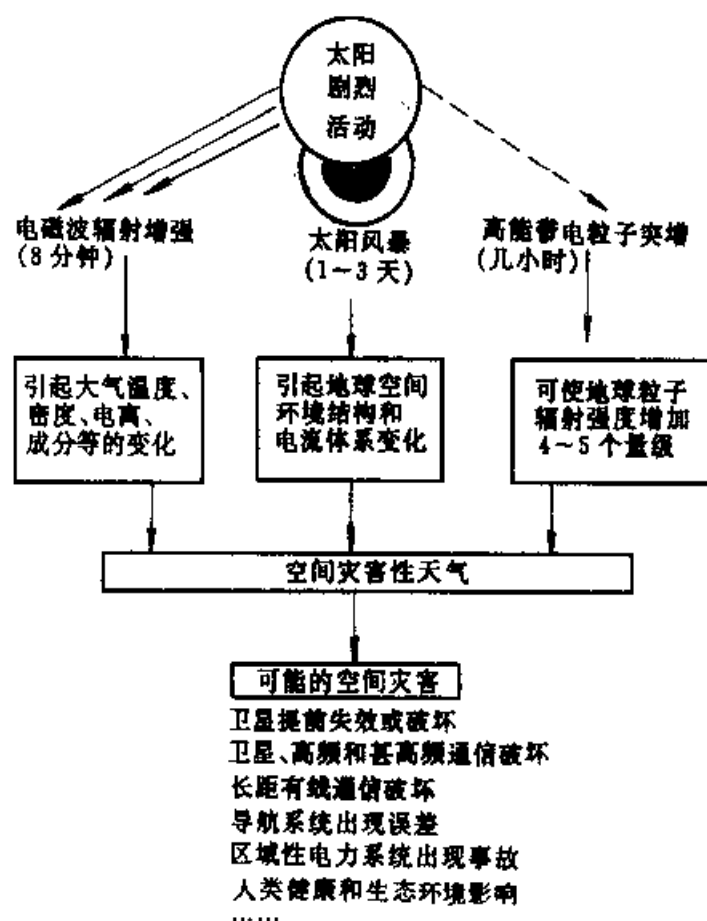 太阳
剧烈
活动
电磁波辐射增强
(8分钟)
太阳风暴
(1～3天)
高能带电粒子突增
(几小时)
引起大气温度、
密度、电离、
成分等的变化
引起地球空间
环境结构和
电流体系变化
可使地球粒子
辐射强度增加
4～5个量级
空间灾害性天气
可能的空间灾害
卫星提前失效或破坏
卫星、高频和甚高频通信破坏
长距有线通信破坏
导航系统出现误差
区域性电力系统出现事故
人类健康和生态环境影响
……